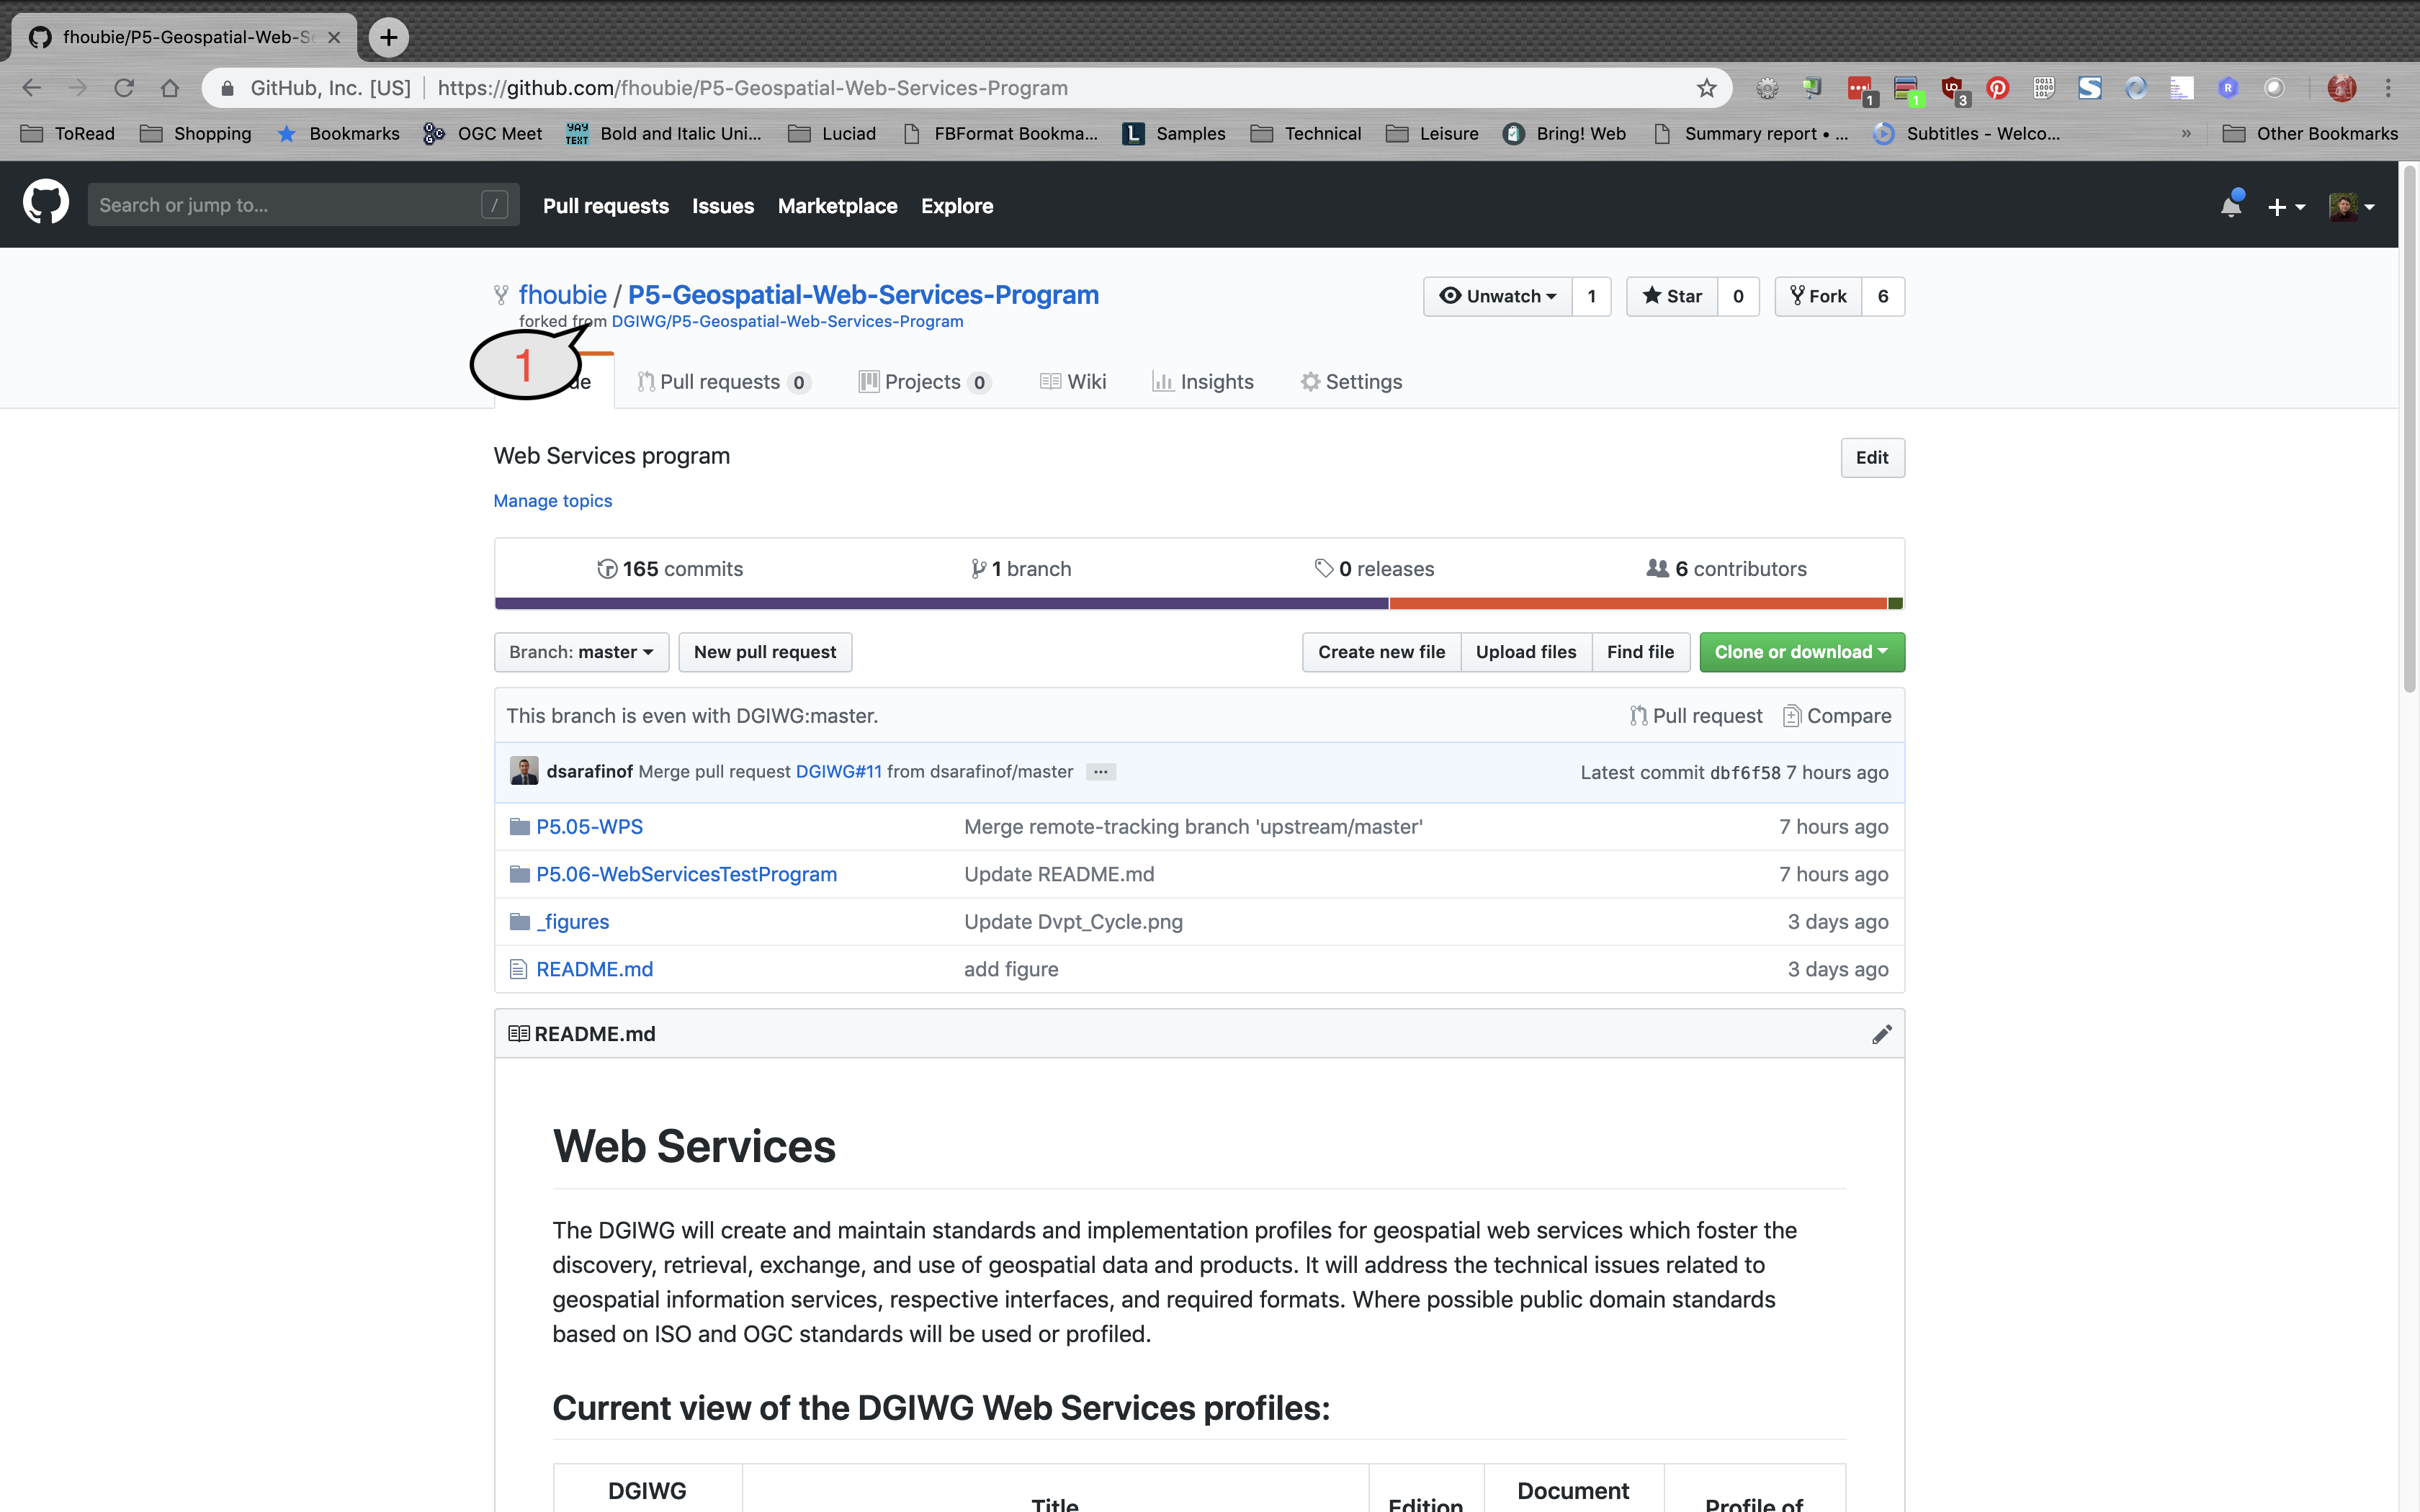 fhoubie/P5-Geospatial-Web-S
GitHub, Inc. [US] https://github.com/fhoubie/P5-Geospatial-Web-Services-Program
1 1 3
ToRead Shopping Bookmarks OGC Meet Bold and Italic Uni... Luciad FBFormat Bookma... Samples Technical Leisure Bring! Web Summary report • ... Subtitles - Welco... » Other Bookmarks
Search or jump to... / Pull requests Issues Marketplace Explore
fhoubie / P5-Geospatial-Web-Services-Program Unwatch 1 Star 0 Fork 6
forked from DGIWG/P5-Geospatial-Web-Services-Program
1
de Pull requests 0 Projects 0 Wiki Insights Settings
Web Services program Edit
Manage topics
165 commits 1 branch 0 releases 6 contributors
Branch: master New pull request Create new file Upload files Find file Clone or download
This branch is even with DGIWG:master. Pull request Compare
dsarafinof Merge pull request DGIWG#11 from dsarafinof/master ... Latest commit dbf6f58 7 hours ago
P5.05-WPS Merge remote-tracking branch 'upstream/master' 7 hours ago
P5.06-WebServicesTestProgram Update README.md 7 hours ago
_figures Update Dvpt_Cycle.png 3 days ago
README.md add figure 3 days ago
README.md
Web Services
The DGIWG will create and maintain standards and implementation profiles for geospatial web services which foster the
discovery, retrieval, exchange, and use of geospatial data and products. It will address the technical issues related to
geospatial information services, respective interfaces, and required formats. Where possible public domain standards
based on ISO and OGC standards will be used or profiled.
Current view of the DGIWG Web Services profiles:
DGIWG Title Edition Document Profile of